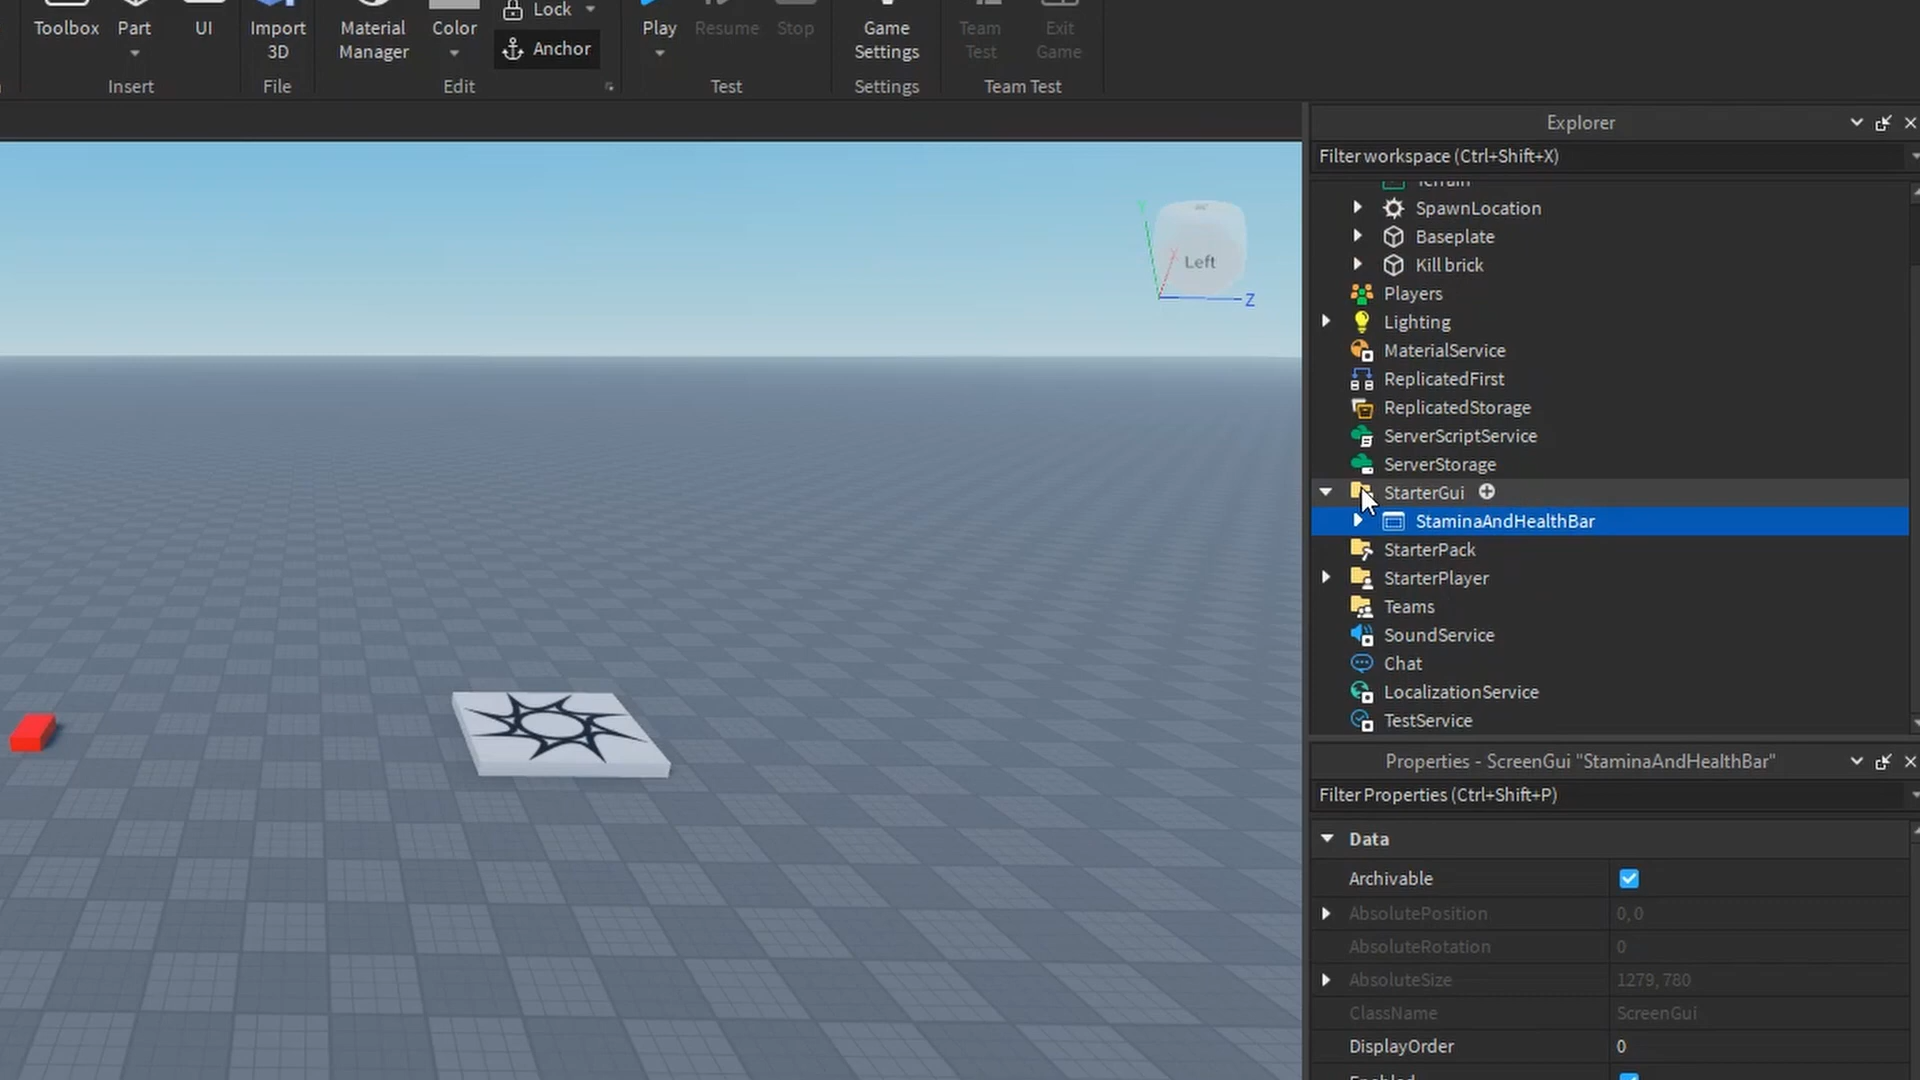 Toolbox Part UI Import 3D Material Manager Color Lock Anchor Play Resume Stop Game Settings Team Test Exit Game
Insert File Edit Test Settings Team Test
Explorer
Filter workspace (Ctrl+Shift+X)
Terrain
SpawnLocation
Baseplate
Kill brick
Players
Lighting
MaterialService
ReplicatedFirst
ReplicatedStorage
ServerScriptService
ServerStorage
StarterGui
StaminaAndHealthBar
StarterPack
StarterPlayer
Teams
SoundService
Chat
LocalizationService
TestService
Left
Z
Properties - ScreenGui "StaminaAndHealthBar"
Filter Properties (Ctrl+Shift+P)
Data
Archivable
AbsolutePosition 0, 0
AbsoluteRotation 0
AbsoluteSize 1279, 780
ClassName ScreenGui
DisplayOrder 0
Enabled